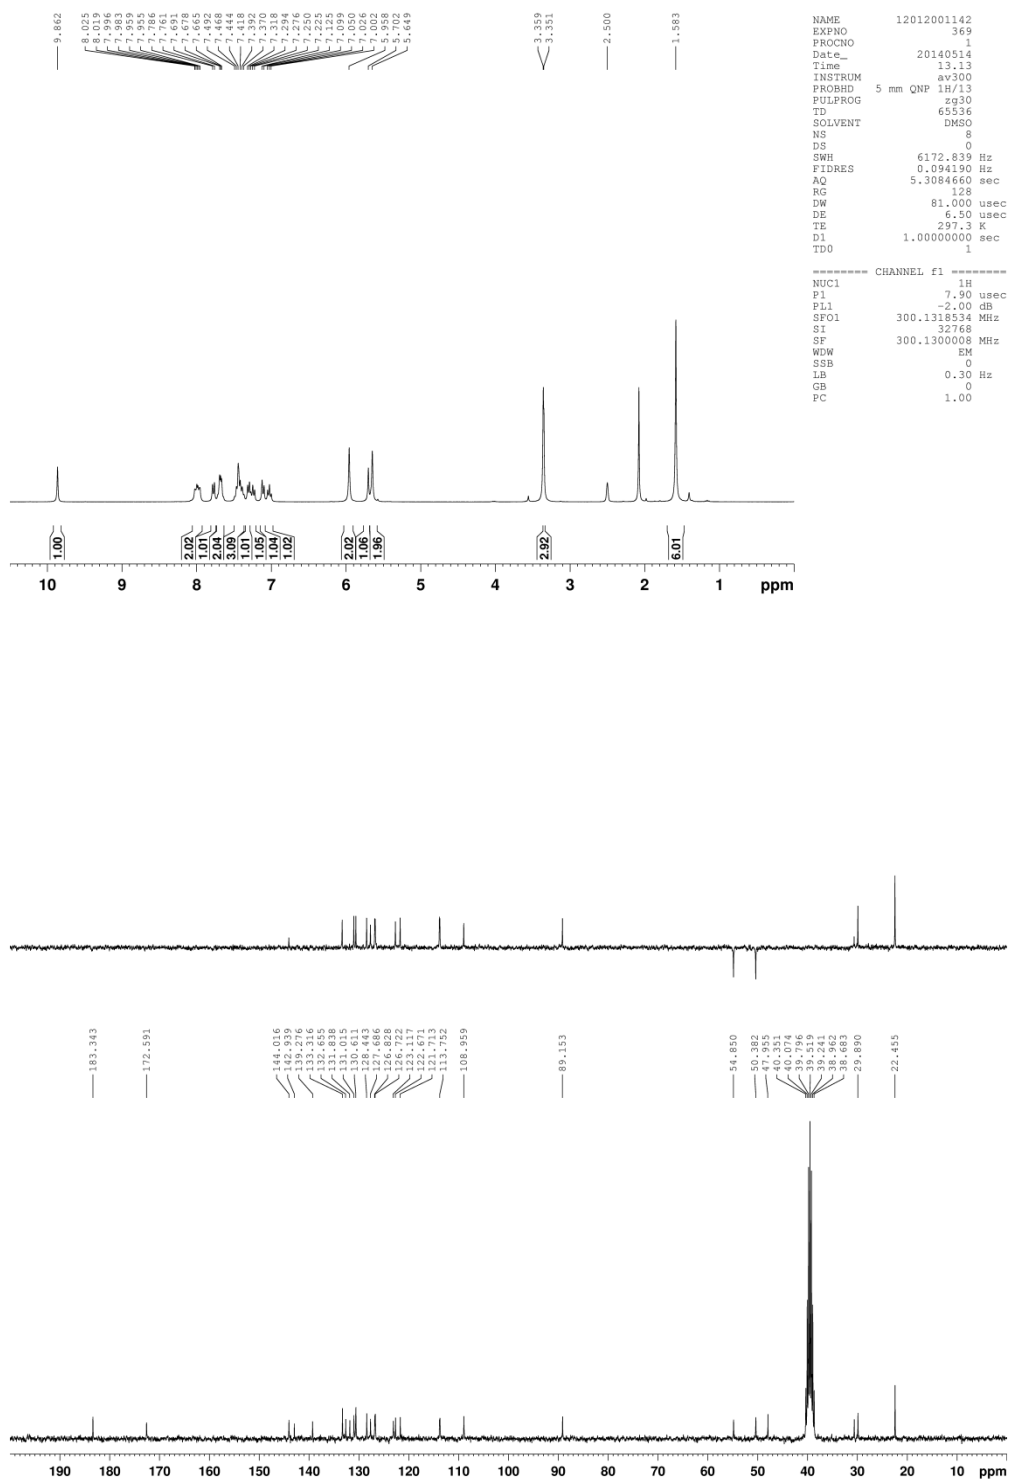 9.862
8.025
8.019
7.996
7.983
7.959
7.955
7.786
7.761
7.691
7.678
7.665
7.492
7.468
7.444
7.418
7.392
7.370
7.318
7.294
7.276
7.250
7.225
7.125
7.099
7.050
7.026
7.002
5.958
5.702
5.649
3.359
3.351
2.500
1.583
NAME 12012001142
EXPNO 369
PROCNO 1
Date_ 20140514
Time 13.13
INSTRUM av300
PROBHD 5 mm QNP 1H/13
PULPROG zg30
TD 65536
SOLVENT DMSO
NS 8
DS 0
SWH 6172.839 Hz
FIDRES 0.094190 Hz
AQ 5.3084660 sec
RG 128
DW 81.000 usec
DE 6.50 usec
TE 297.3 K
D1 1.00000000 sec
TD0 1
======== CHANNEL f1 ========
NUC1 1H
P1 7.90 usec
PL1 -2.00 dB
SFO1 300.1318534 MHz
SI 32768
SF 300.1300008 MHz
WDW EM
SSB 0
LB 0.30 Hz
GB 0
PC 1.00
1.00 2.02 1.01 2.04 3.09 1.01 1.05 1.04 1.02 2.02 1.06 1.96 2.92 6.01
10 9 8 7 6 5 4 3 2 1 ppm
183.343
172.591
144.016
142.939
139.276
133.316
132.655
131.838
131.015
130.611
128.443
127.686
126.828
126.722
123.117
122.671
121.713
113.752
108.959
89.153
54.850
50.382
47.955
40.351
40.074
39.796
39.519
39.241
38.962
38.683
29.890
22.455
190 180 170 160 150 140 130 120 110 100 90 80 70 60 50 40 30 20 10 ppm